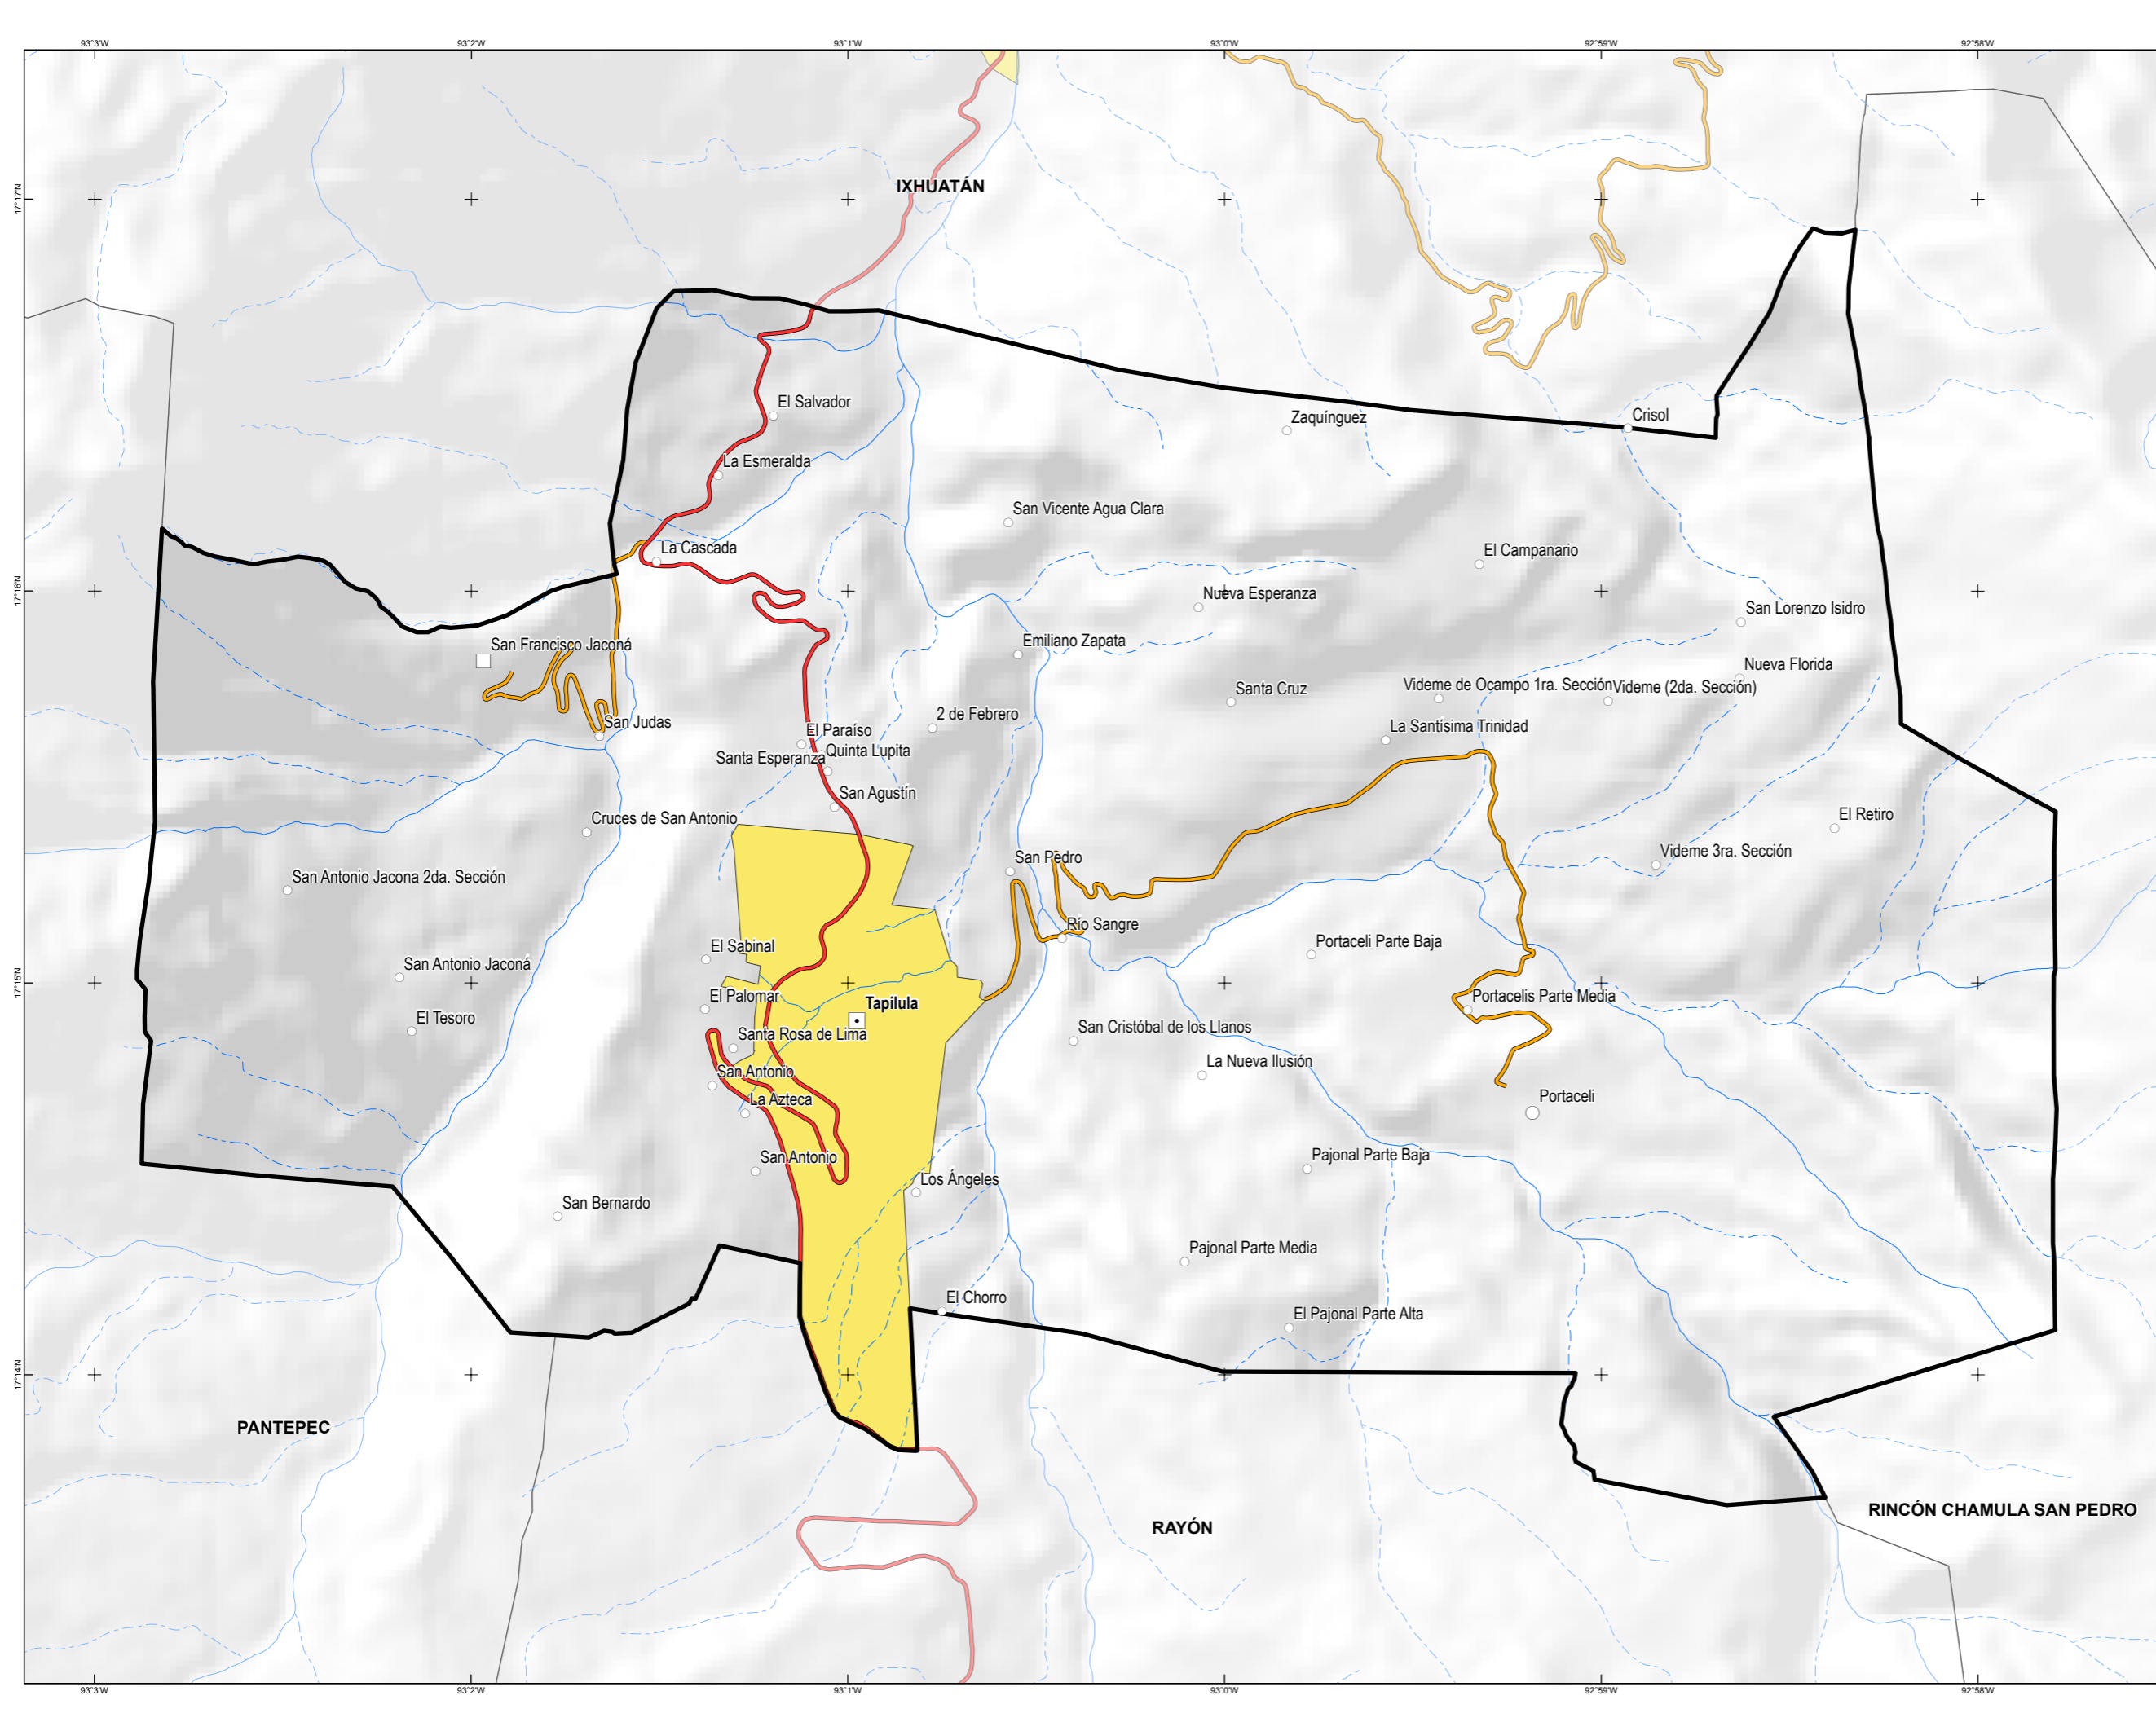 93°3'W
93°2'W
93°1'W
93°0'W
92°59'W
92°58'W
17°17'N
IXHUATÁN
El Salvador
Zaquínguez
Crisol
La Esmeralda
San Vicente Agua Clara
La Cascada
El Campanario
17°16'N
Nueva Esperanza
San Lorenzo Isidro
San Francisco Jaconá
Emiliano Zapata
Nueva Florida
Santa Cruz
Videme de Ocampo 1ra. Sección
Videme (2da. Sección)
San Judas
2 de Febrero
La Santísima Trinidad
El Paraíso
Santa Esperanza
Quinta Lupita
San Agustín
Cruces de San Antonio
El Retiro
San Pedro
Videme 3ra. Sección
San Antonio Jacona 2da. Sección
Río Sangre
El Sabinal
Portaceli Parte Baja
San Antonio Jaconá
17°15'N
El Palomar
Tapilula
Portacelis Parte Media
El Tesoro
Santa Rosa de Lima
San Cristóbal de los Llanos
La Nueva Ilusión
San Antonio
La Azteca
Portaceli
San Antonio
Pajonal Parte Baja
Los Ángeles
San Bernardo
Pajonal Parte Media
El Chorro
El Pajonal Parte Alta
17°14'N
PANTEPEC
RAYÓN
RINCÓN CHAMULA SAN PEDRO
93°3'W
93°2'W
93°1'W
93°0'W
92°59'W
92°58'W